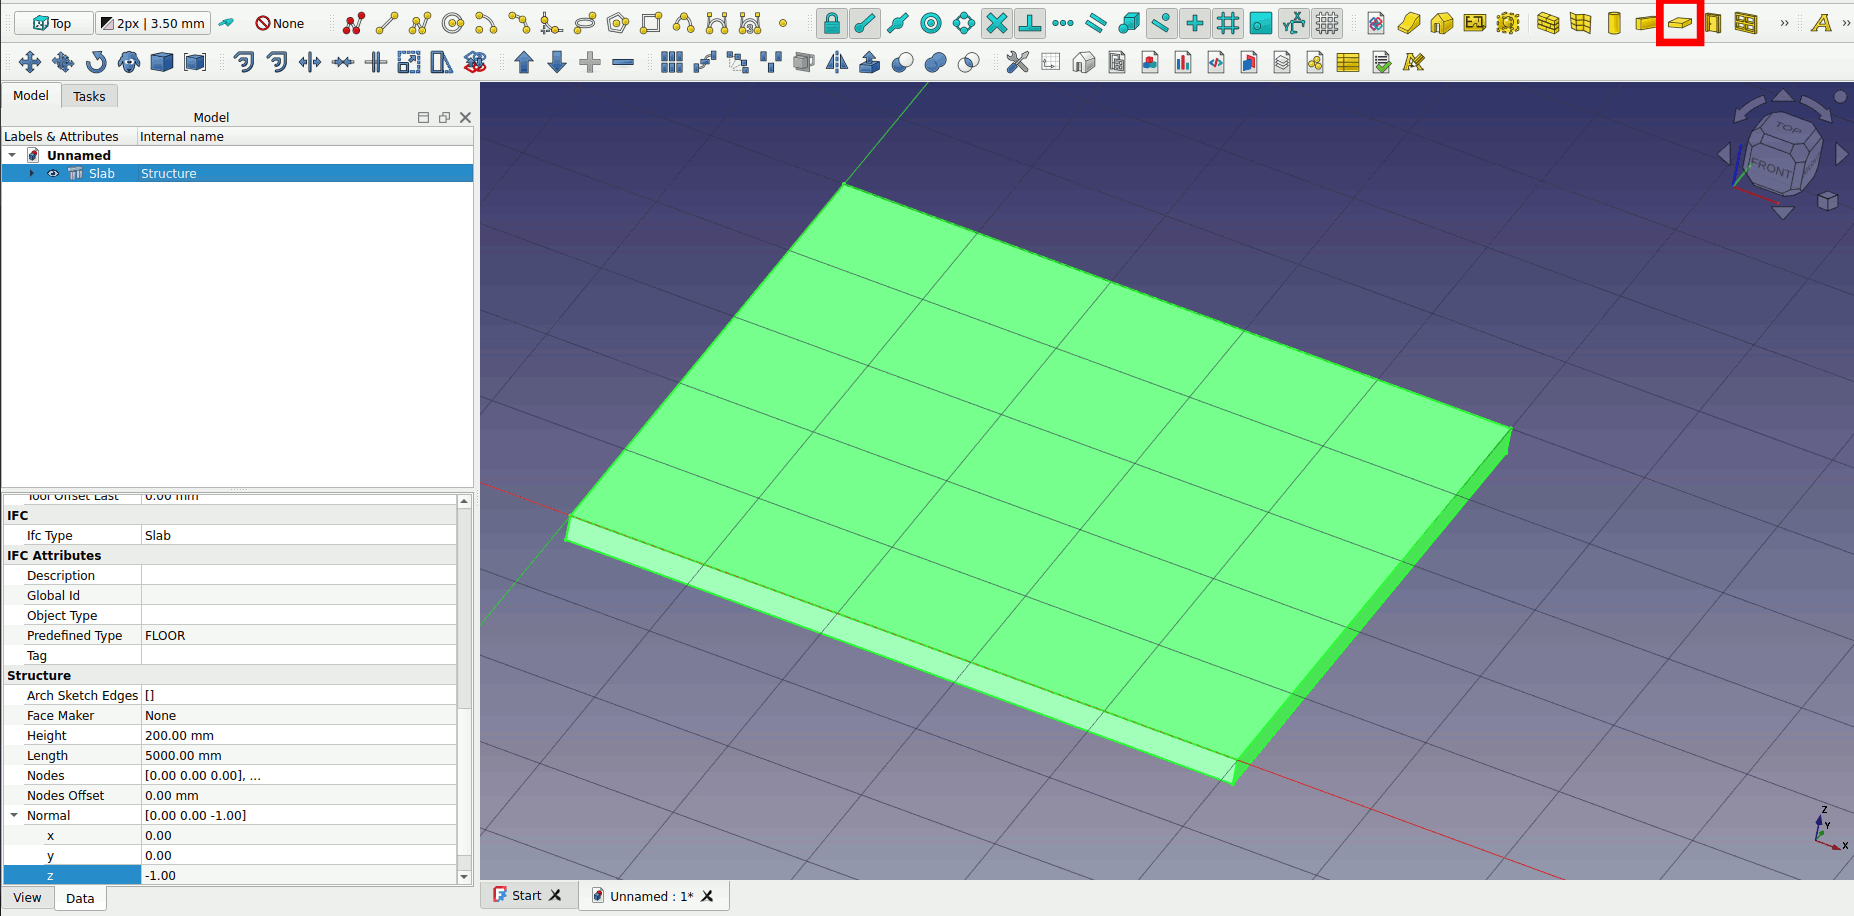 Top
2px | 3.50 mm
None
Model
Tasks
Model
Labels & Attributes
Internal name
Unnamed
Slab
Structure
Tool Offset Last
0.00 mm
IFC
Ifc Type
Slab
IFC Attributes
Description
Global Id
Object Type
Predefined Type
FLOOR
Tag
Structure
Arch Sketch Edges
[]
Face Maker
None
Height
200.00 mm
Length
5000.00 mm
Nodes
[0.00 0.00 0.00], ...
Nodes Offset
0.00 mm
Normal
[0.00 0.00 -1.00]
x
0.00
y
0.00
z
-1.00
View
Data
TOP
FRONT
Z
Y
X
Start
Unnamed : 1*